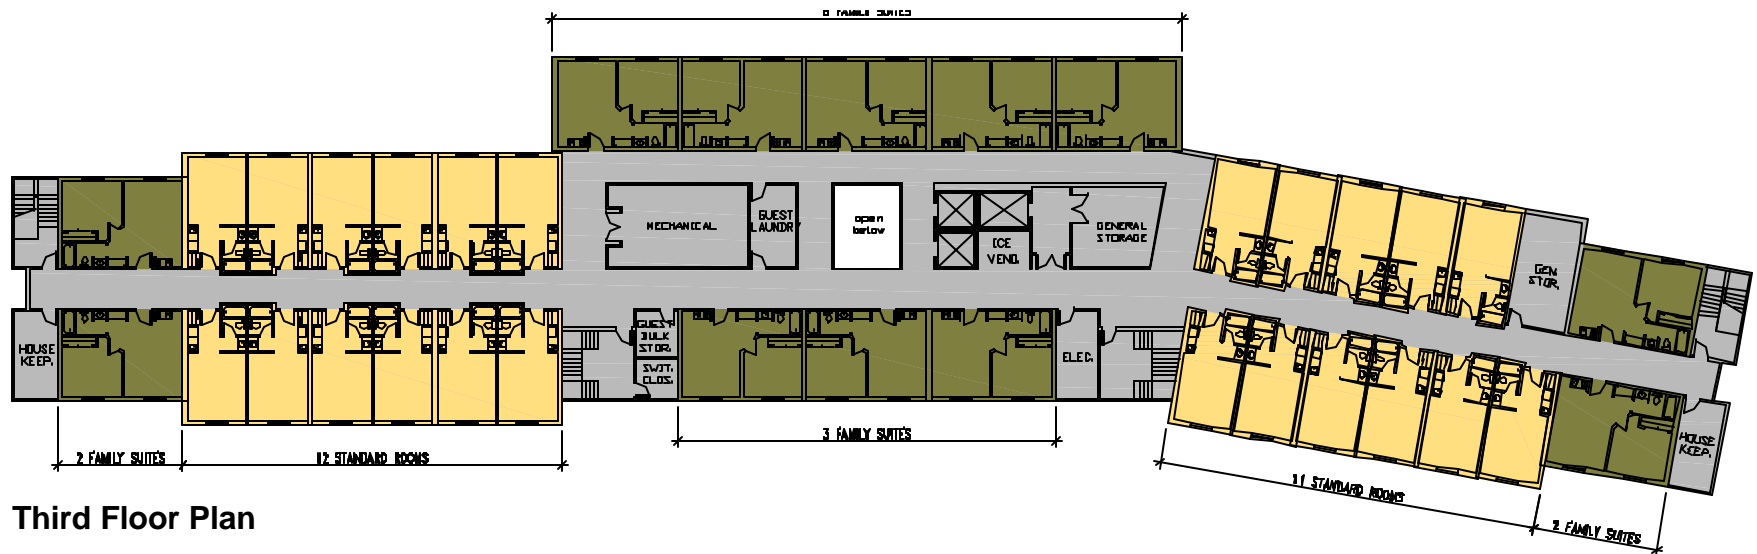 FAMILY SUITES
MECHANICAL
GUEST
LAUNDRY
open
below
ICE
VEND.
GENERAL
STORAGE
GEN.
STOR.
HOUSE
KEEP.
GUEST
BULK
STOR.
SWIT.
CLOS.
ELEC.
HOUSE
KEEP.
2 FAMILY SUITES
12 STANDARD ROOMS
3 FAMILY SUITES
11 STANDARD ROOMS
2 FAMILY SUITES
Third Floor Plan